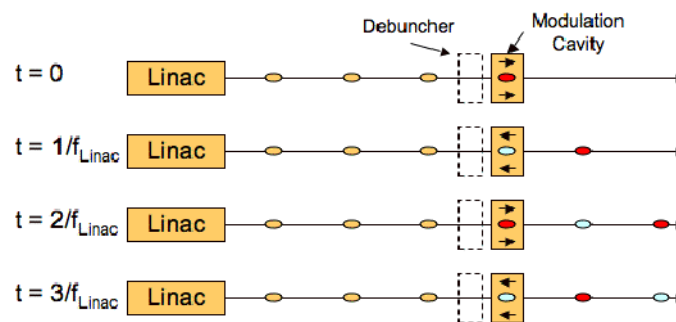 Debuncher
Modulation
Cavity
t = 0
Linac
t = 1/fLinac
Linac
t = 2/fLinac
Linac
t = 3/fLinac
Linac